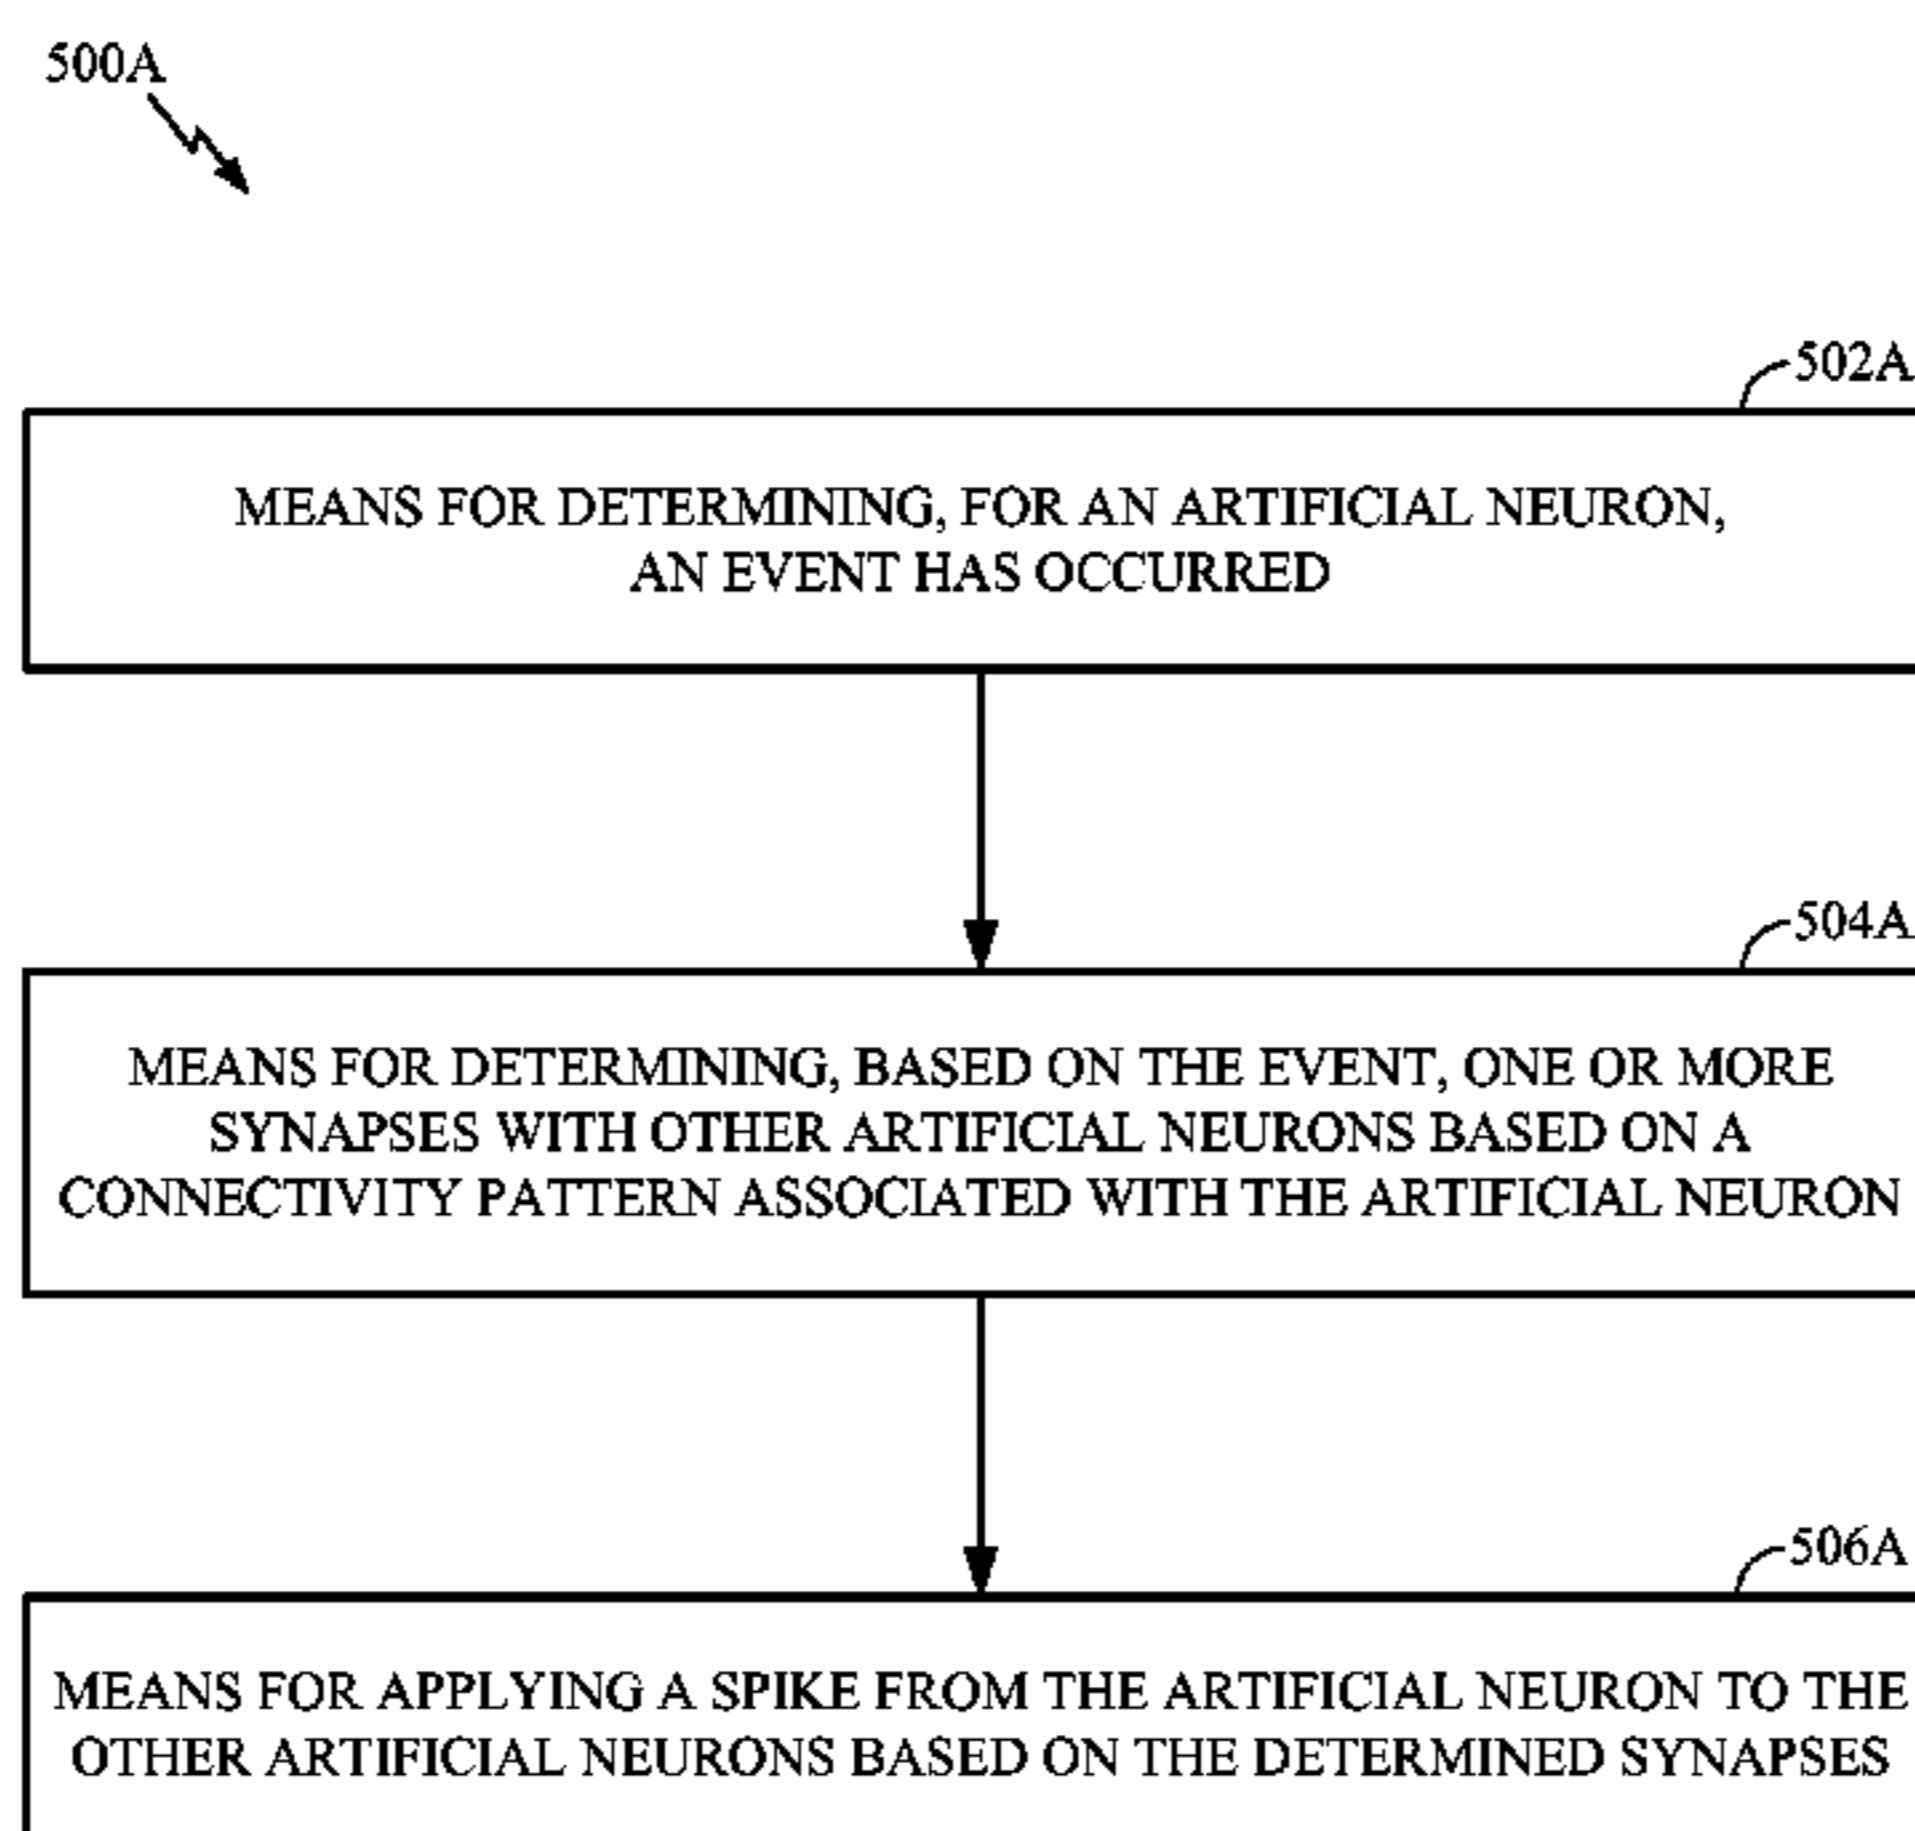 500A
502A
MEANS FOR DETERMINING, FOR AN ARTIFICIAL NEURON,
AN EVENT HAS OCCURRED
504A
MEANS FOR DETERMINING, BASED ON THE EVENT, ONE OR MORE
SYNAPSES WITH OTHER ARTIFICIAL NEURONS BASED ON A
CONNECTIVITY PATTERN ASSOCIATED WITH THE ARTIFICIAL NEURON
506A
MEANS FOR APPLYING A SPIKE FROM THE ARTIFICIAL NEURON TO THE
OTHER ARTIFICIAL NEURONS BASED ON THE DETERMINED SYNAPSES